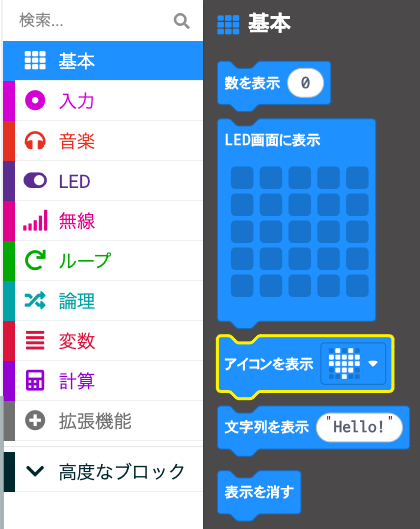 検索...
基本
入力
音楽
LED
無線
ループ
論理
変数
計算
拡張機能
高度なブロック
基本
数を表示 0
LED画面に表示
アイコンを表示
文字列を表示 "Hello!"
表示を消す